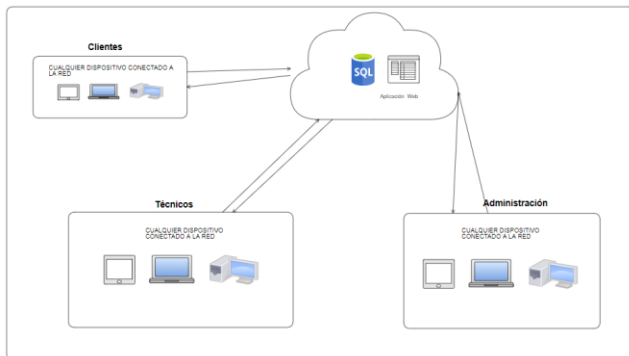 Clientes
CUALQUIER DISPOSITIVO CONECTADO A
LA RED
SQL
Aplicación Web
Técnicos
CUALQUIER DISPOSITIVO
CONECTADO A LA RED
Administración
CUALQUIER DISPOSITIVO
CONECTADO A LA RED